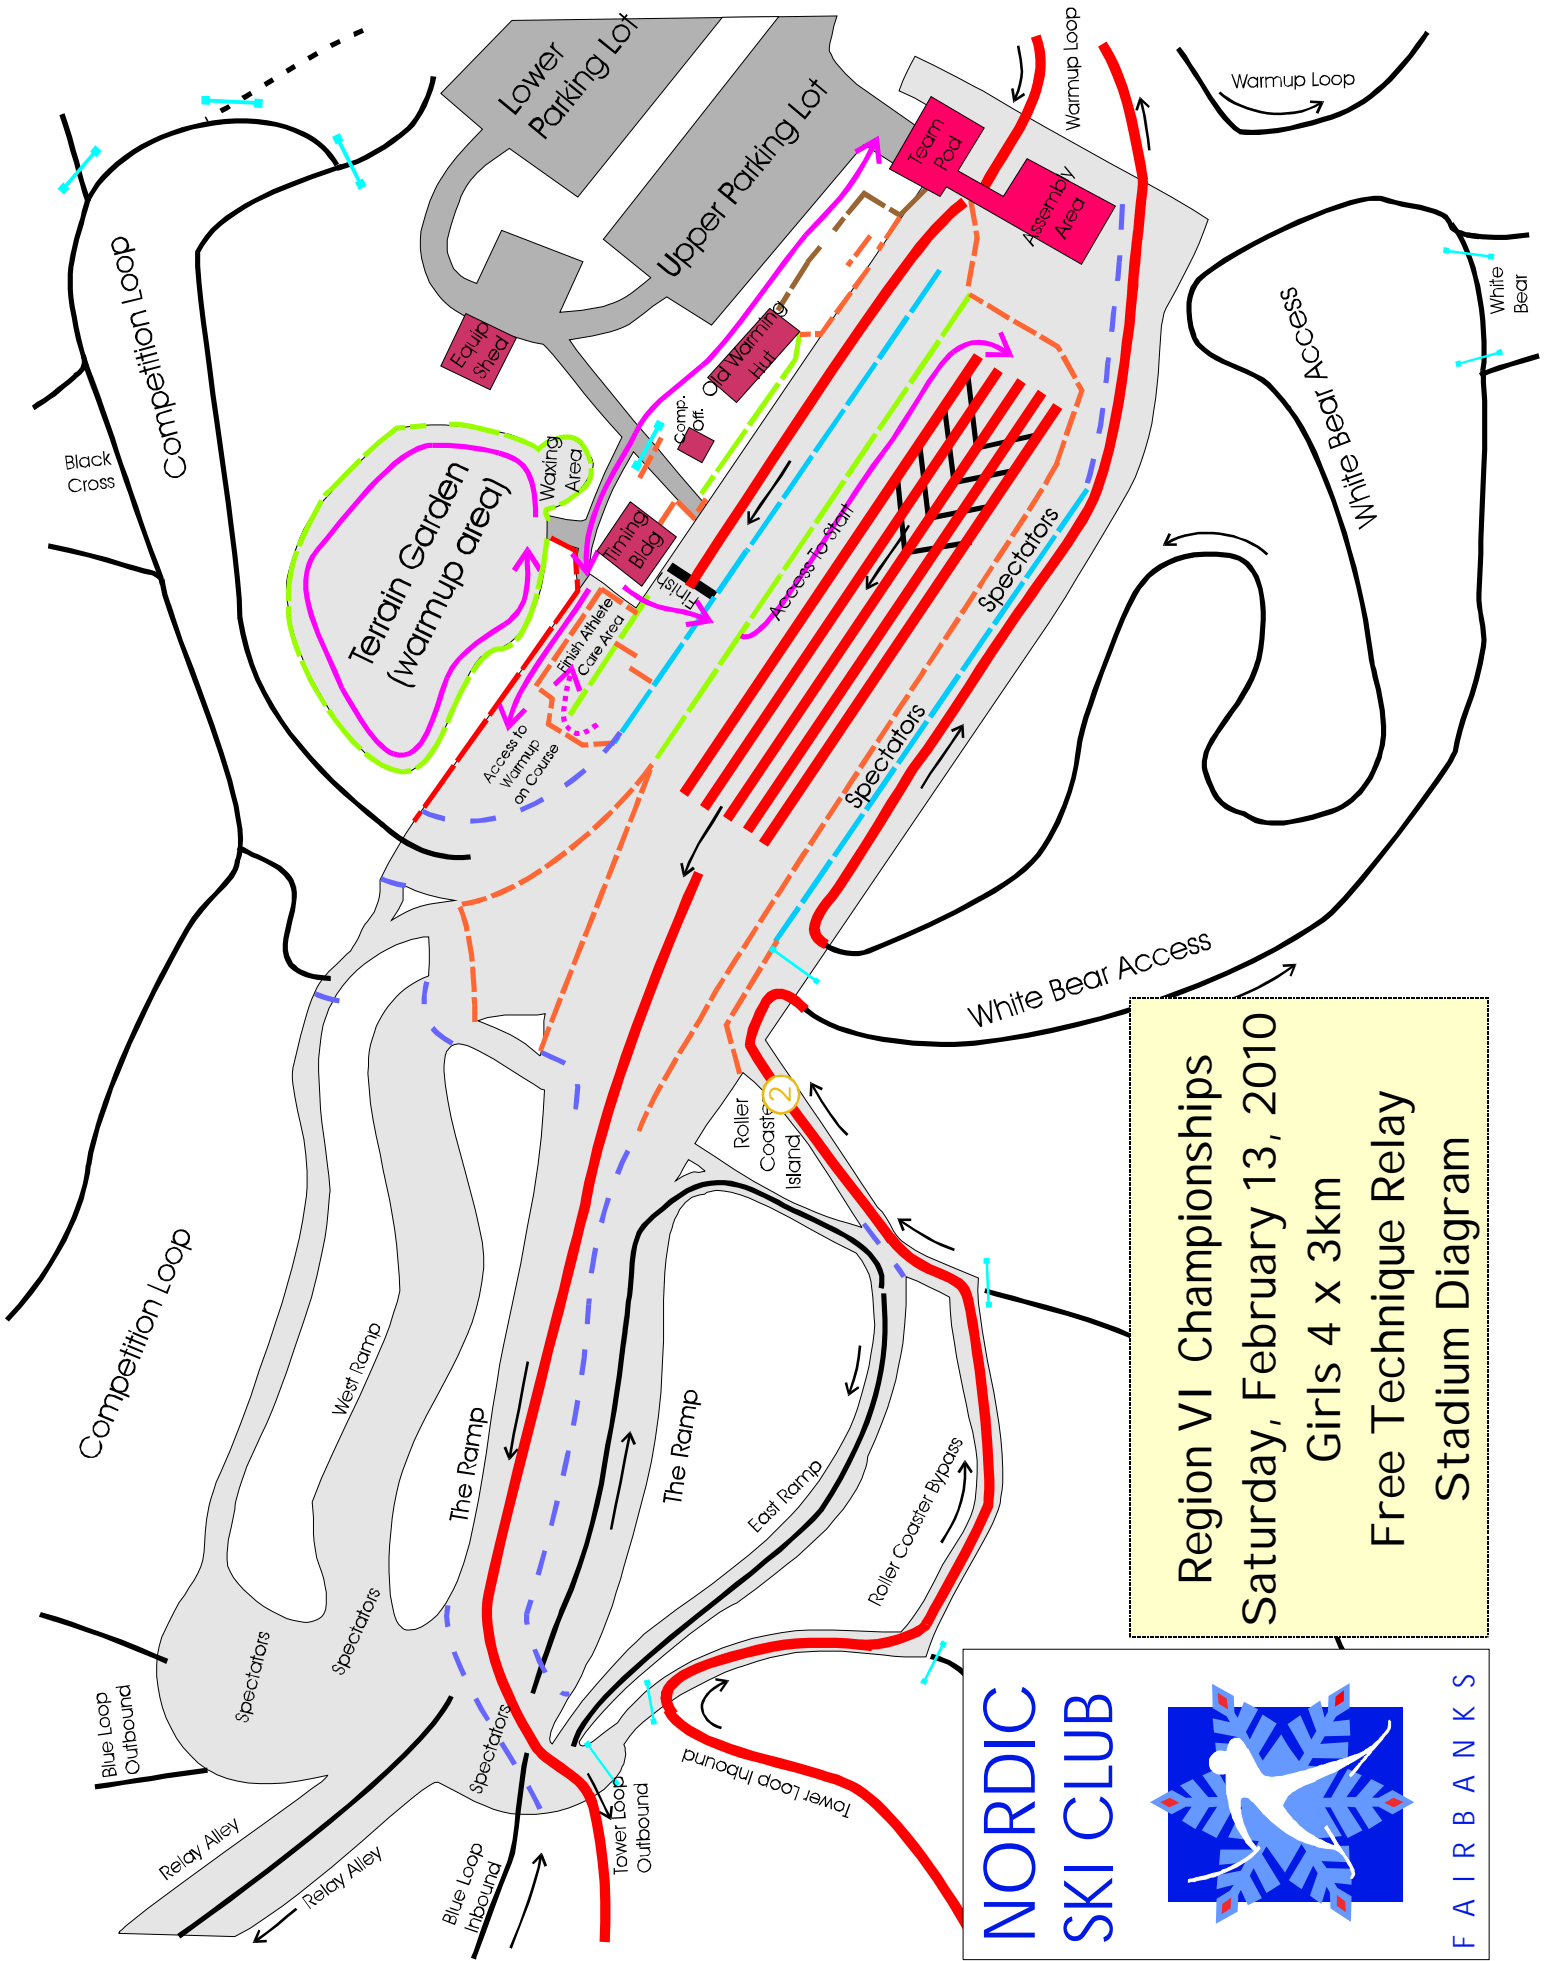 Region VI Championships
Saturday, February 13, 2010
Girls 4 x 3km
Free Technique Relay
Stadium Diagram
NORDIC
SKI CLUB
FAIRBANKS
Lower
Parking Lot
Upper Parking Lot
Warmup Loop
Warmup Loop
Team
Pod
Assembly
Area
Equip
Shed
Old Warming
Hut
Comp.
Off.
Timing
Bldg
Finish
Waxing
Area
Terrain Garden
(warmup area)
Finish Athlete
Care Area
Access to
Warmup
on Course
Access To Start
Spectators
Spectators
Competition Loop
Black
Cross
White
Bear
White Bear Access
White Bear Access
Roller
Coaster
Island
2
Competition Loop
West Ramp
The Ramp
The Ramp
East Ramp
Roller Coaster Bypass
Spectators
Spectators
Spectators
Blue Loop
Outbound
Relay Alley
Relay Alley
Blue Loop
Inbound
Tower Loop
Outbound
Tower Loop Inbound